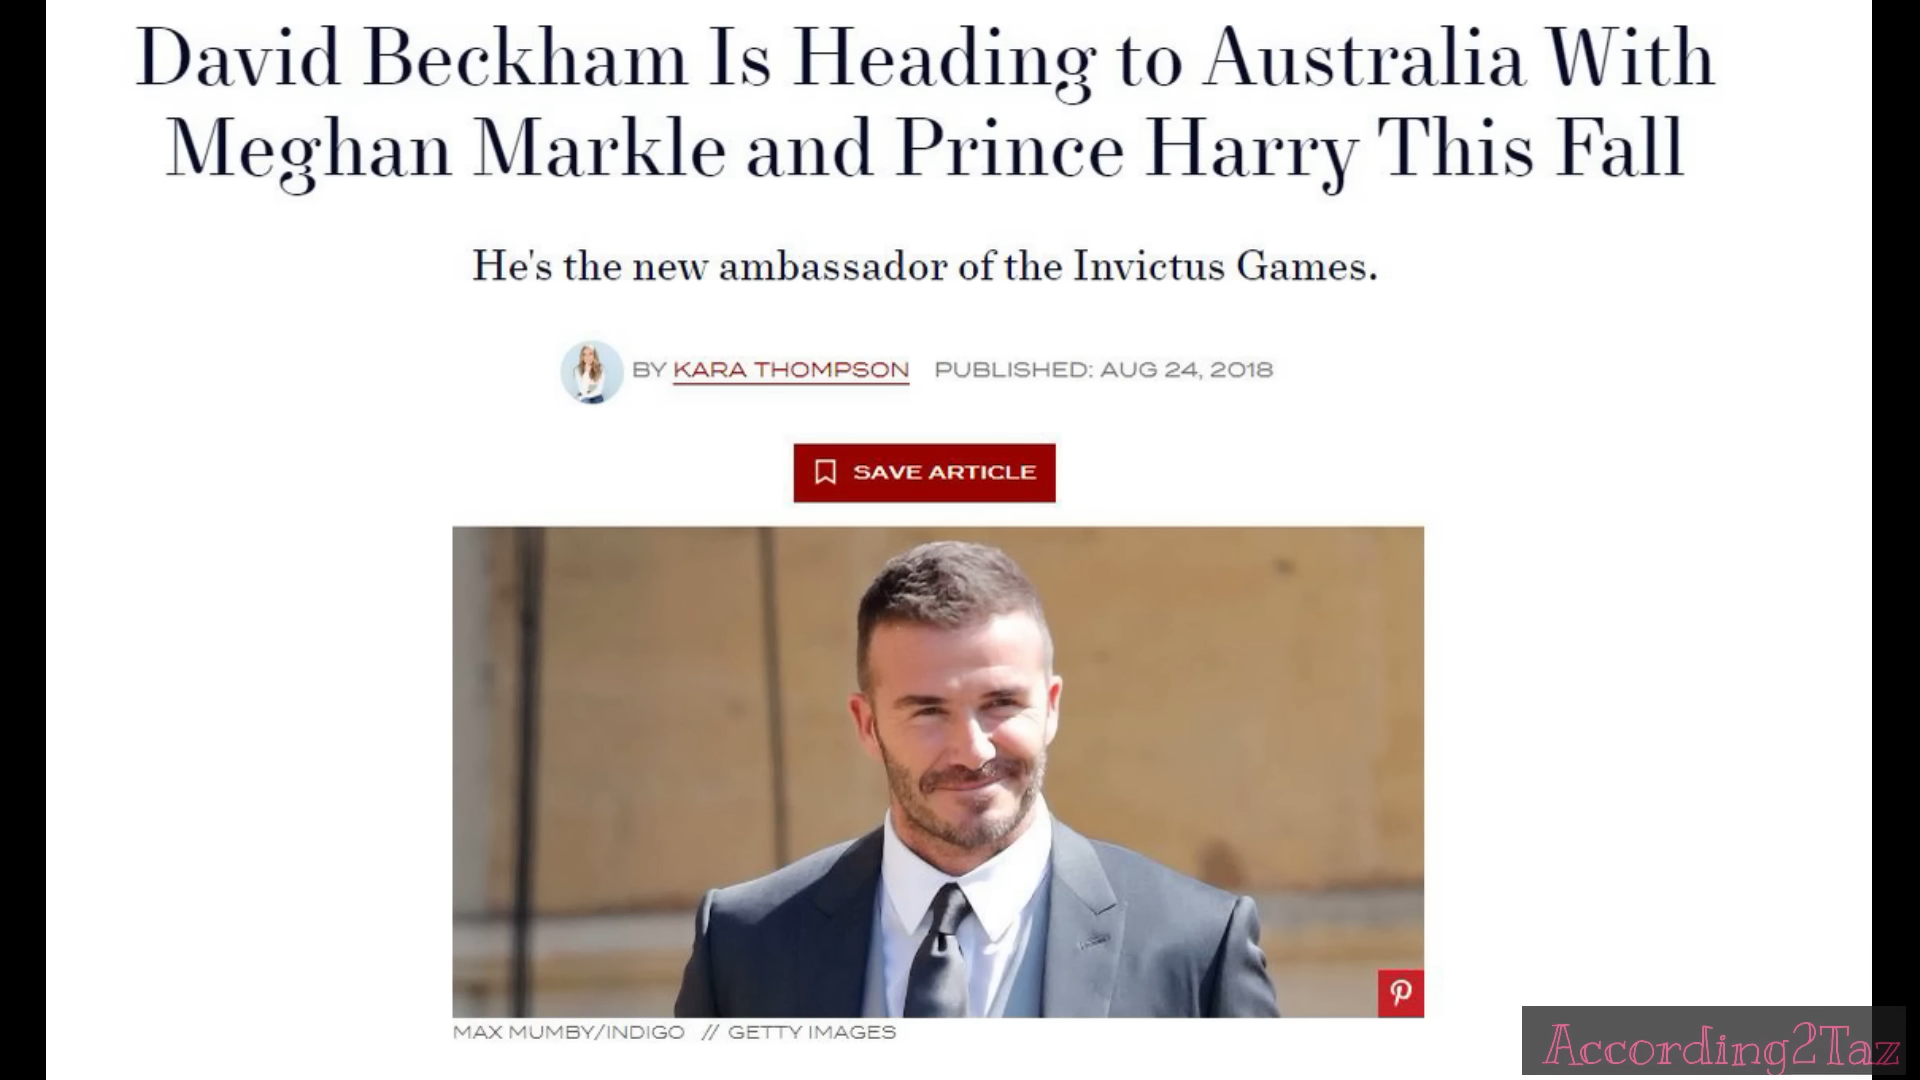 David Beckham Is Heading to Australia With
Meghan Markle and Prince Harry This Fall
He's the new ambassador of the Invictus Games.
BY KARA THOMPSON PUBLISHED: AUG 24, 2018
SAVE ARTICLE
MAX MUMBY/INDIGO // GETTY IMAGES
According2Taz